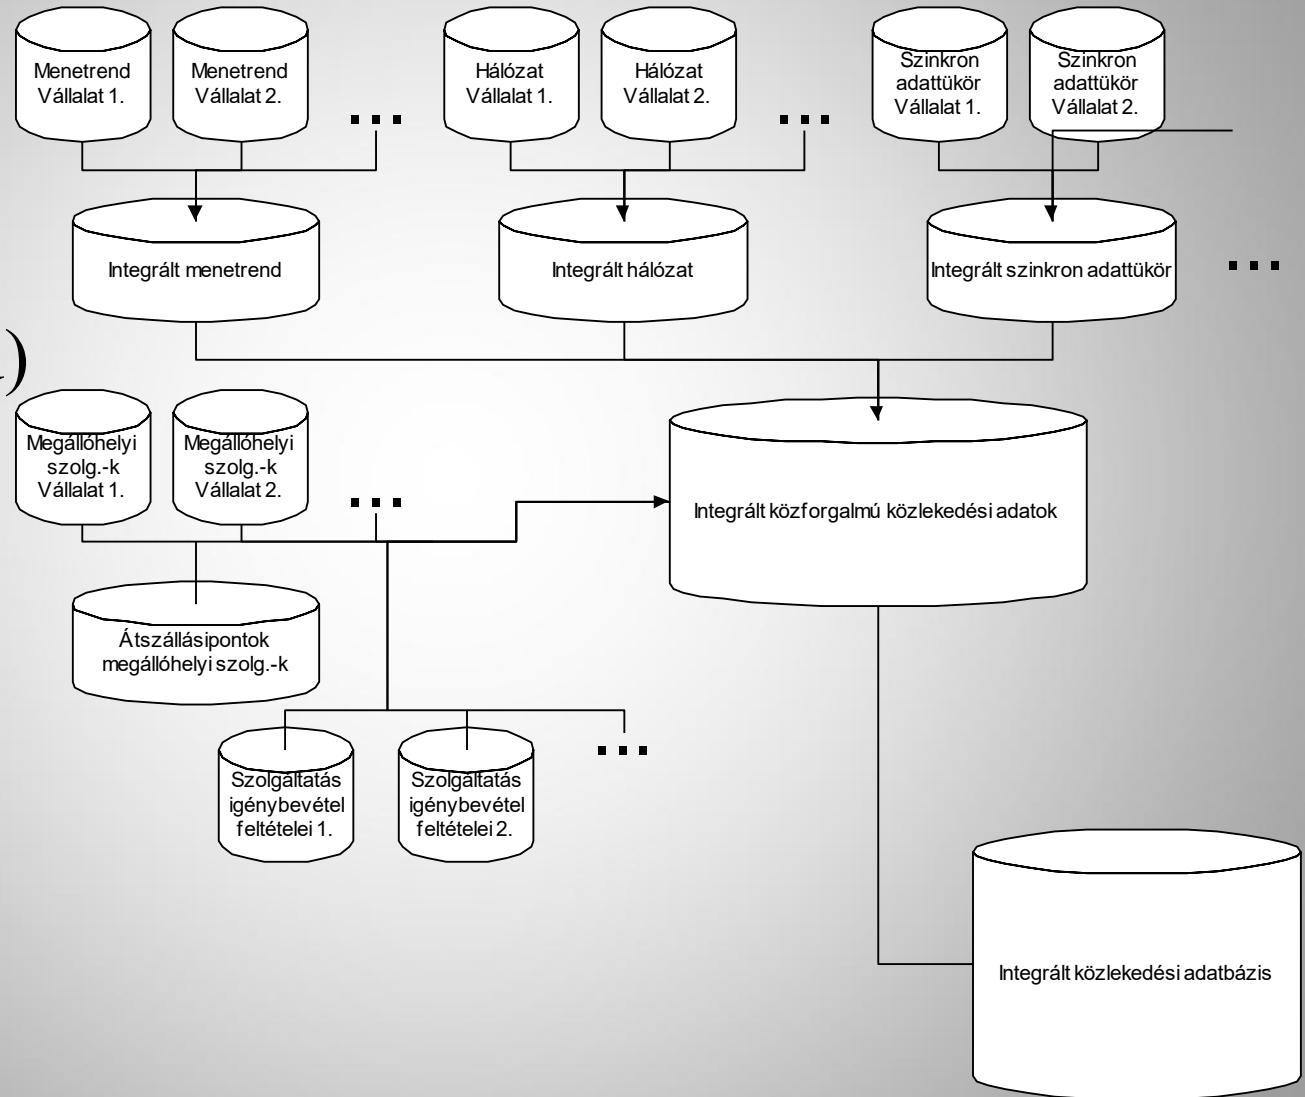 Menetrend
Vállalat 1.
Menetrend
Vállalat 2.
Hálózat
Vállalat 1.
Hálózat
Vállalat 2.
Szinkron
adattükör
Vállalat 1.
Szinkron
adattükör
Vállalat 2.
Integrált menetrend
Integrált hálózat
Integrált szinkron adattükör
)
Megállóhelyi
szolg.-k
Vállalat 1.
Megállóhelyi
szolg.-k
Vállalat 2.
Integrált közforgalmú közlekedési adatok
Átszállásipontok
megállóhelyi szolg.-k
Szolgáltatás
igénybevétel
feltételei 1.
Szolgáltatás
igénybevétel
feltételei 2.
Integrált közlekedési adatbázis